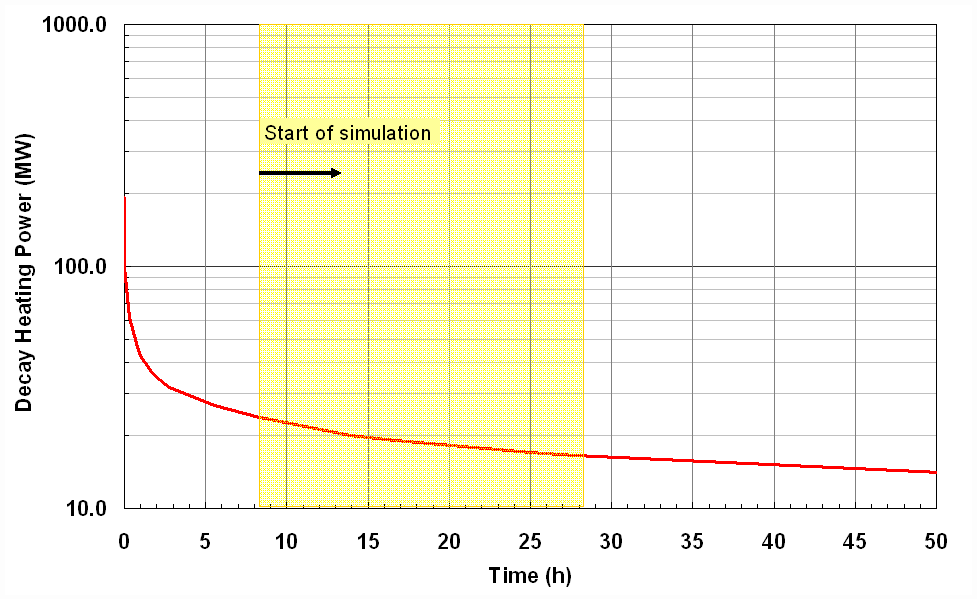 1000.0
Start of simulation
100.0
Decay Heating Power (MW)
10.0
0 5 10 15 20 25 30 35 40 45 50
Time (h)